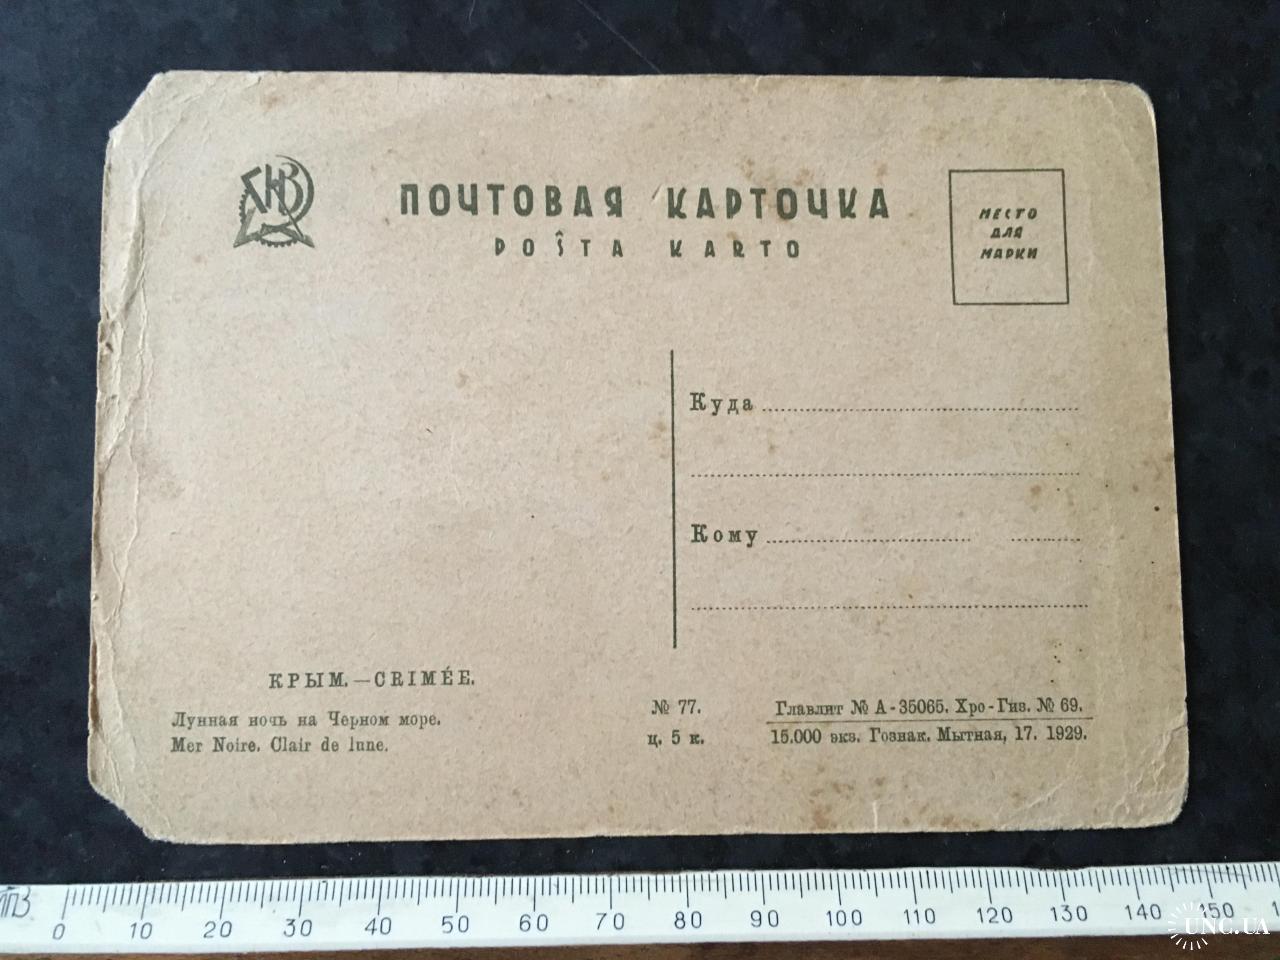 ГНВ
ПОЧТОВАЯ КАРТОЧКА
POŜTA KARTO
МЕСТО
ДЛЯ
МАРКИ
Куда
Кому
КРЫМ.—CRIMÉE.
Лунная ночь на Черном море.
Mer Noire. Clair de lune.
№ 77.
ц. 5 к.
Главлит № А-35065. Хро-Гиз. № 69.
15.000 экз. Гознак. Мытная, 17. 1929.
0 10 20 30 40 50 60 70 80 90 100 110 120 130 140 150
UNC.UA